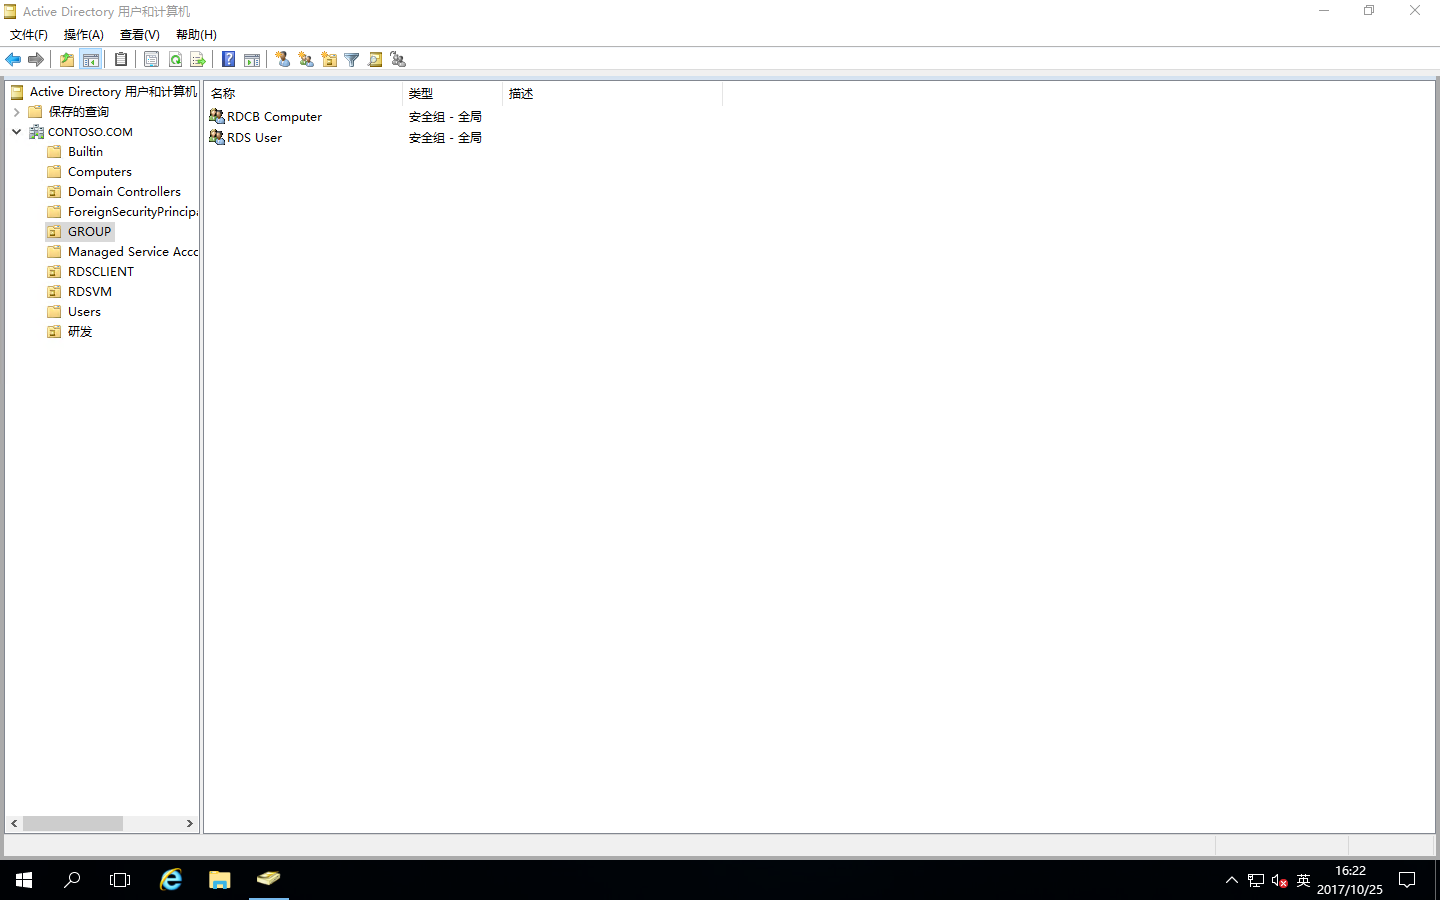 Active Directory 用户和计算机
文件(F) 操作(A) 查看(V) 帮助(H)
Active Directory 用户和计算机
保存的查询
CONTOSO.COM
Builtin
Computers
Domain Controllers
ForeignSecurityPrincipa
GROUP
Managed Service Acco
RDSCLIENT
RDSVM
Users
研发
名称 类型 描述
RDCB Computer 安全组 - 全局
RDS User 安全组 - 全局
英
16:22
2017/10/25